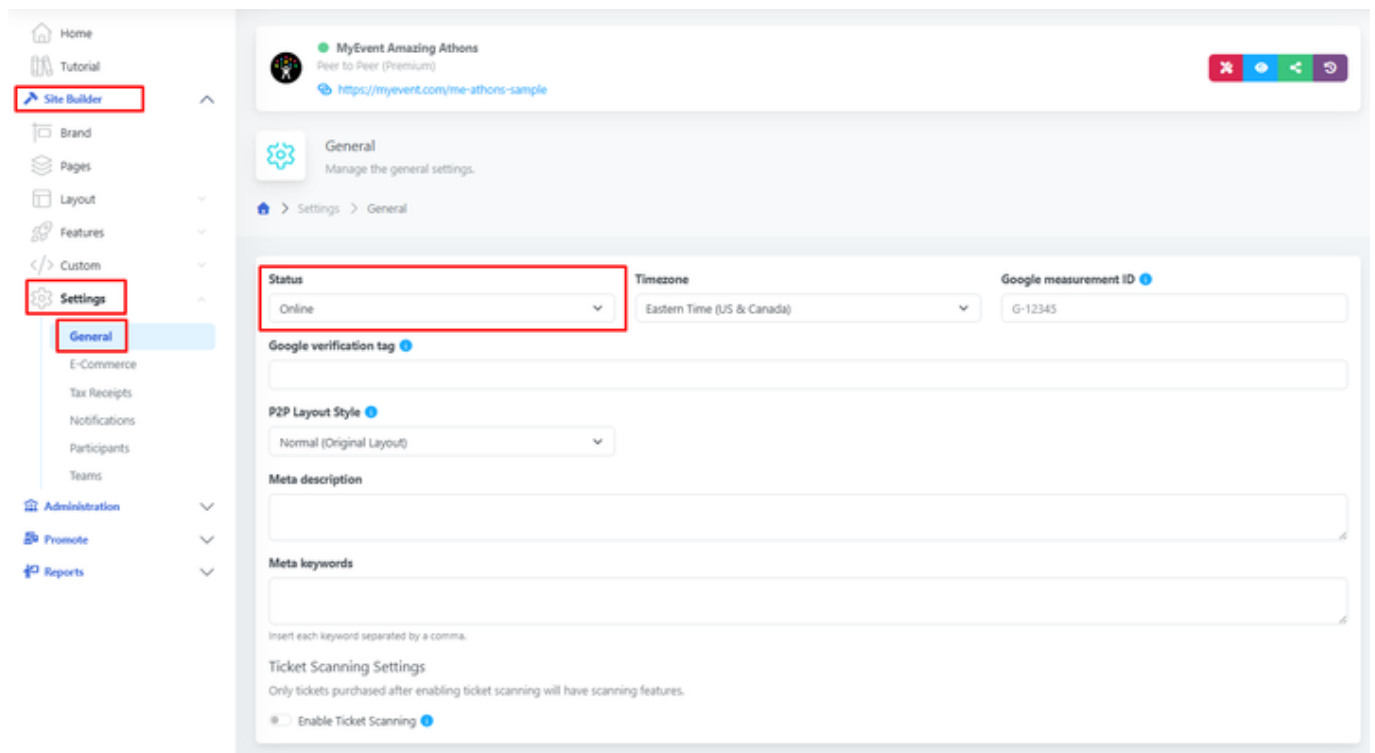 Home
Tutorial
Site Builder
Brand
Pages
Layout
Features
Custom
Settings
General
E-Commerce
Tax Receipts
Notifications
Participants
Teams
Administration
Promote
Reports
MyEvent Amazing Athons
Peer to Peer (Premium)
https://myevent.com/me-athons-sample
General
Manage the general settings.
Settings > General
Status
Online
Timezone
Eastern Time (US & Canada)
Google measurement ID
G-12345
Google verification tag
P2P Layout Style
Normal (Original Layout)
Meta description
Meta keywords
Insert each keyword separated by a comma.
Ticket Scanning Settings
Only tickets purchased after enabling ticket scanning will have scanning features.
Enable Ticket Scanning